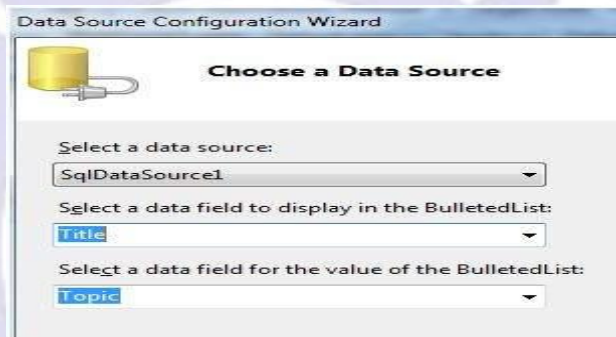 Data Source Configuration Wizard
Choose a Data Source
Select a data source:
SqlDataSource1
Select a data field to display in the BulletedList:
Title
Select a data field for the value of the BulletedList:
Topic